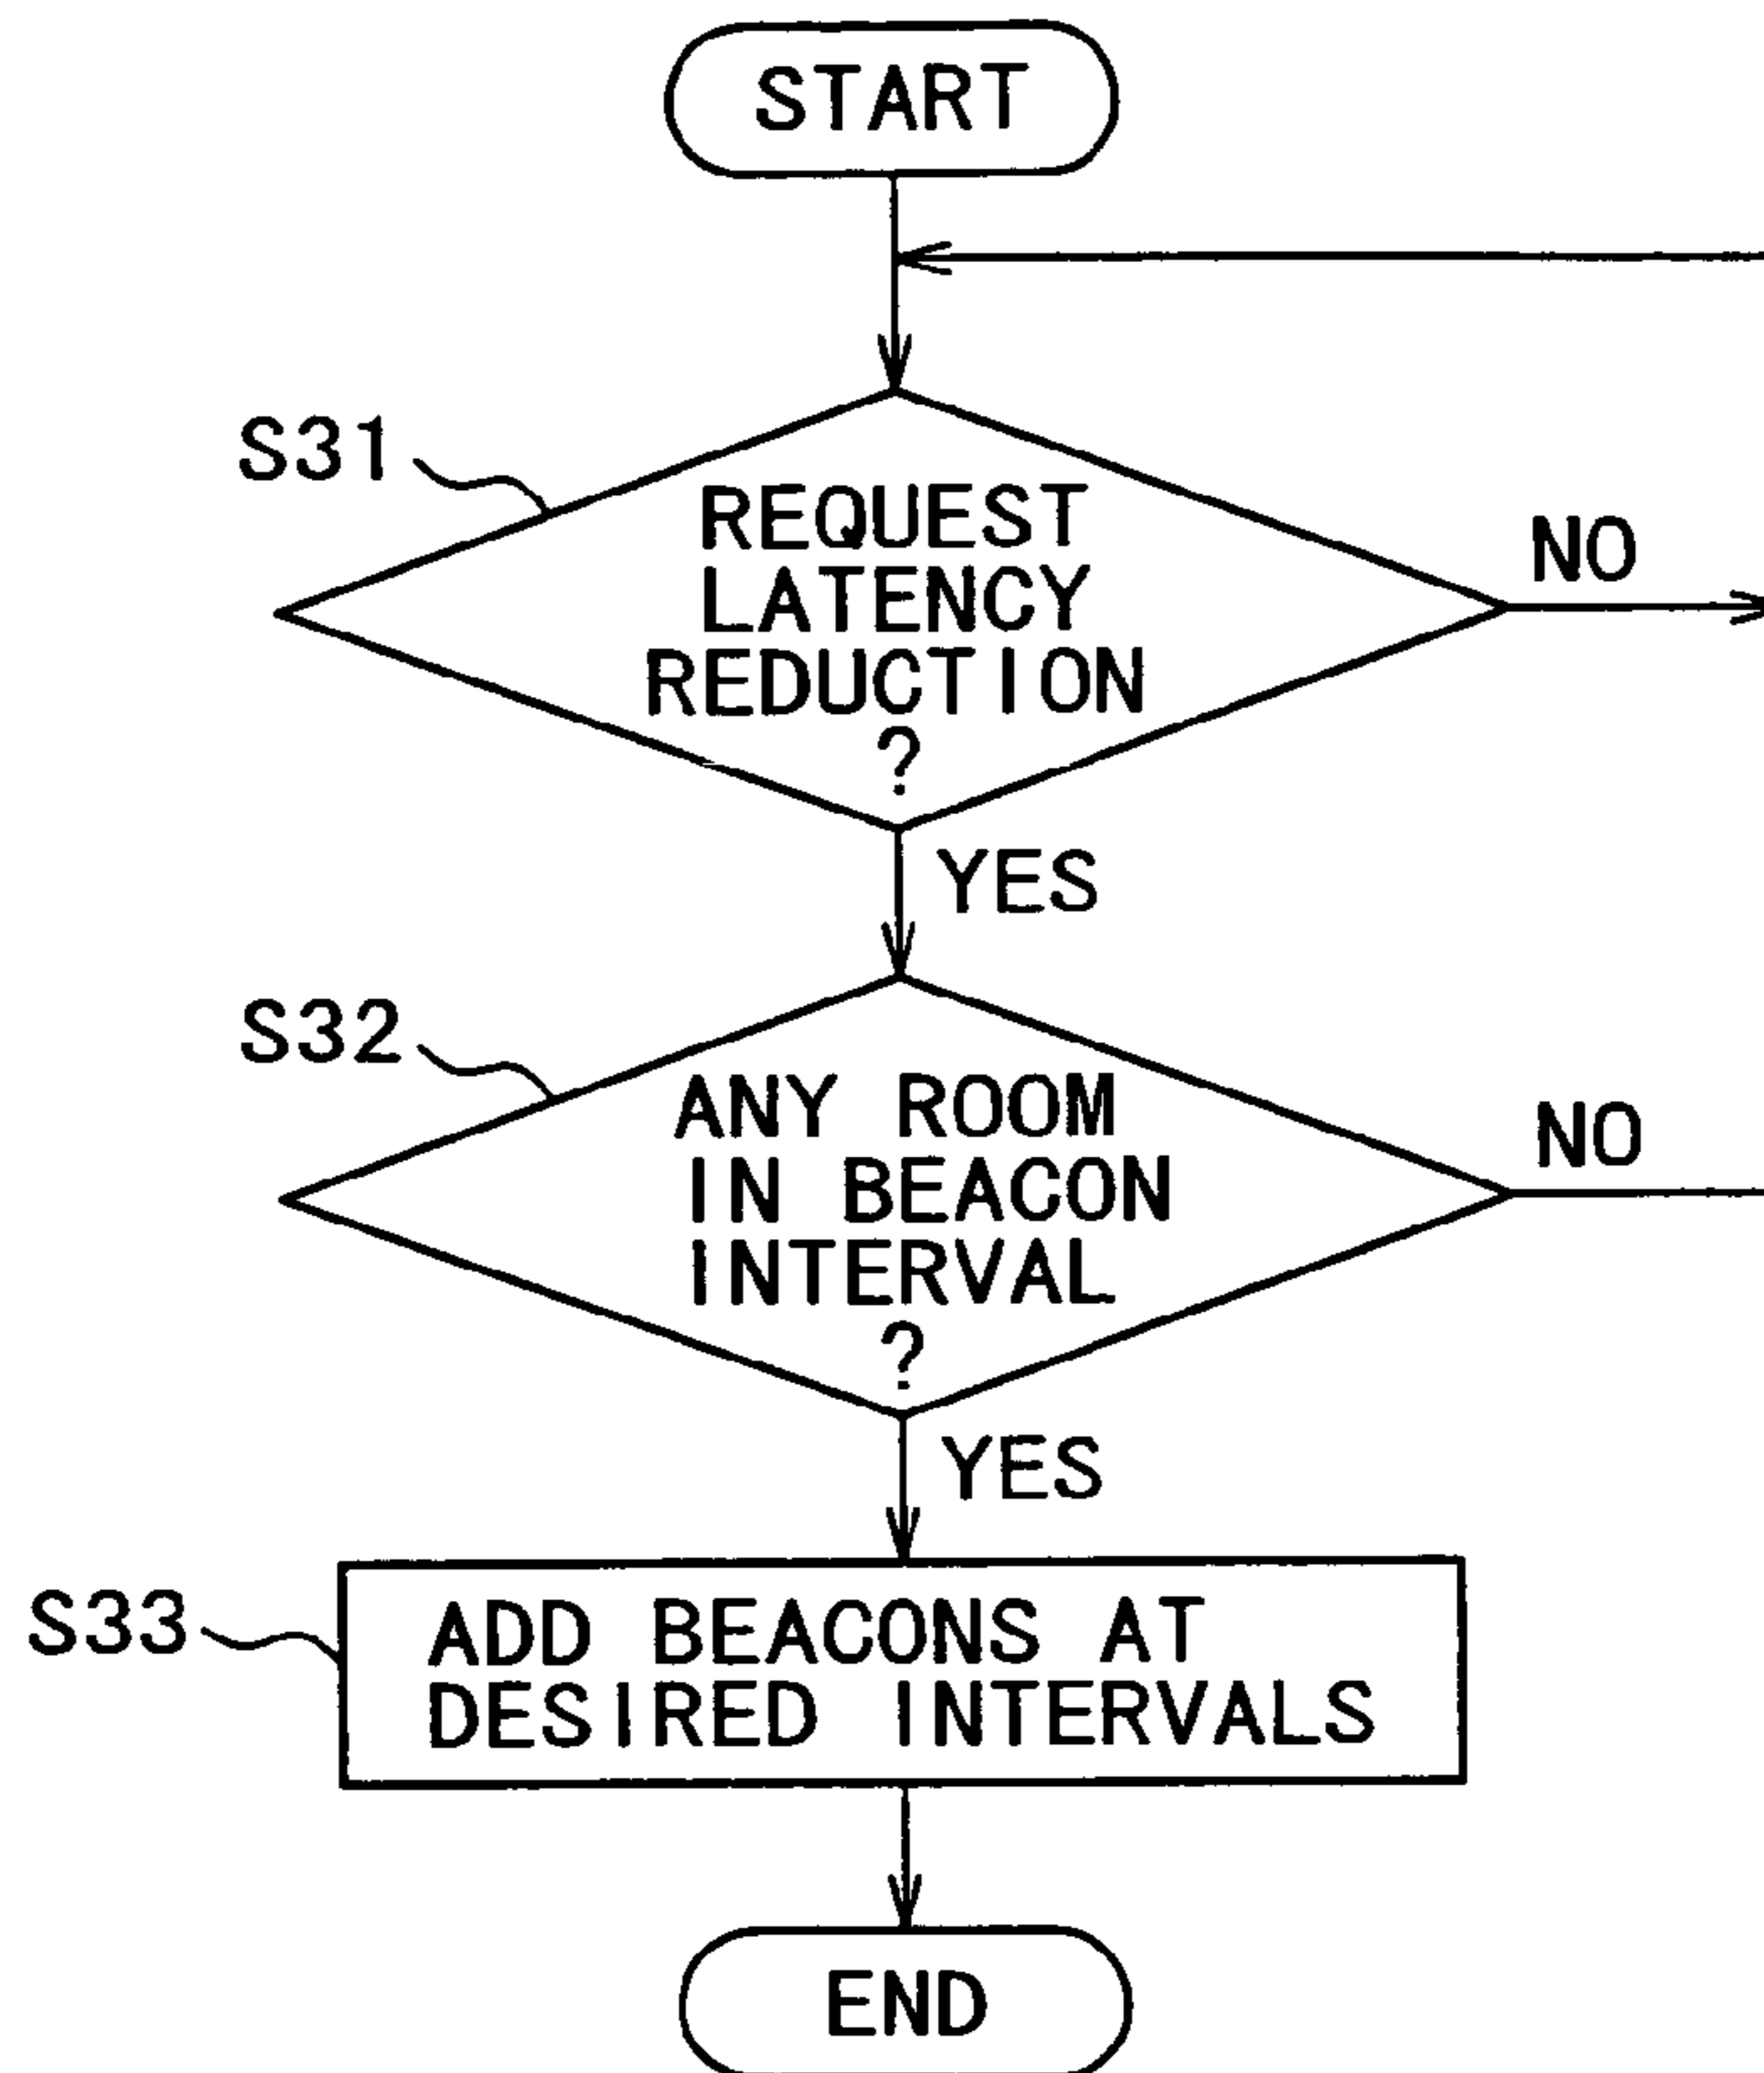 START
S31
REQUEST
LATENCY
REDUCTION
?
NO
YES
S32
ANY ROOM
IN BEACON
INTERVAL
?
NO
YES
S33
ADD BEACONS AT
DESIRED INTERVALS
END